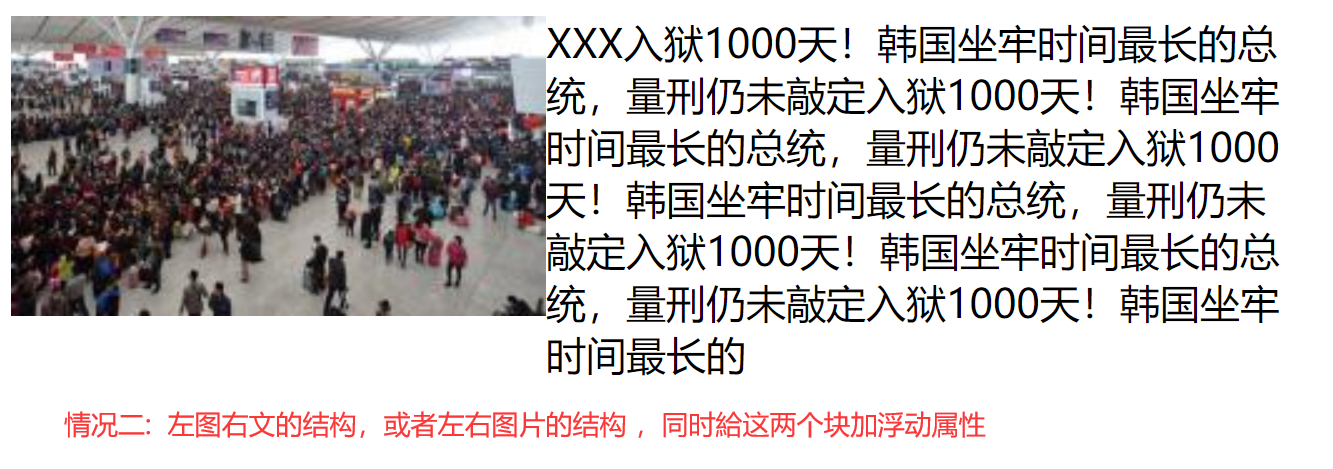 XXX入狱1000天！韩国坐牢时间最长的总
统，量刑仍未敲定入狱1000天！韩国坐牢
时间最长的总统，量刑仍未敲定入狱1000
天！韩国坐牢时间最长的总统，量刑仍未
敲定入狱1000天！韩国坐牢时间最长的总
统，量刑仍未敲定入狱1000天！韩国坐牢
时间最长的
情况二：左图右文的结构，或者左右图片的结构 ，同时給这两个块加浮动属性